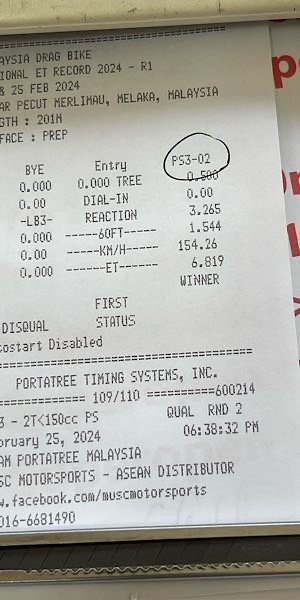 AYSIA DRAG BIKE
IONAL ET RECORD 2024 - R1
& 25 FEB 2024
AR PECUT MERLIMAU, MELAKA, MALAYSIA
GTH : 201M
FACE : PREP
BYE Entry PS3-02
0.000 0.000 TREE 0.500
0.00 DIAL-IN 0.00
-LB3- REACTION 3.265
0.000 ------60FT------ 1.544
0.00 ------KM/H------ 154.26
0.000 -------ET------- 6.819
WINNER
FIRST
DISQUAL STATUS
tostart Disabled
PORTATREE TIMING SYSTEMS, INC.
============ 109/110 ==========600214
3 - 2T<150cc PS QUAL RND 2
bruary 25, 2024 06:38:32 PM
AM PORTATREE MALAYSIA
SC MOTORSPORTS - ASEAN DISTRIBUTOR
w.facebook.com/muscmotorsports
016-6681490